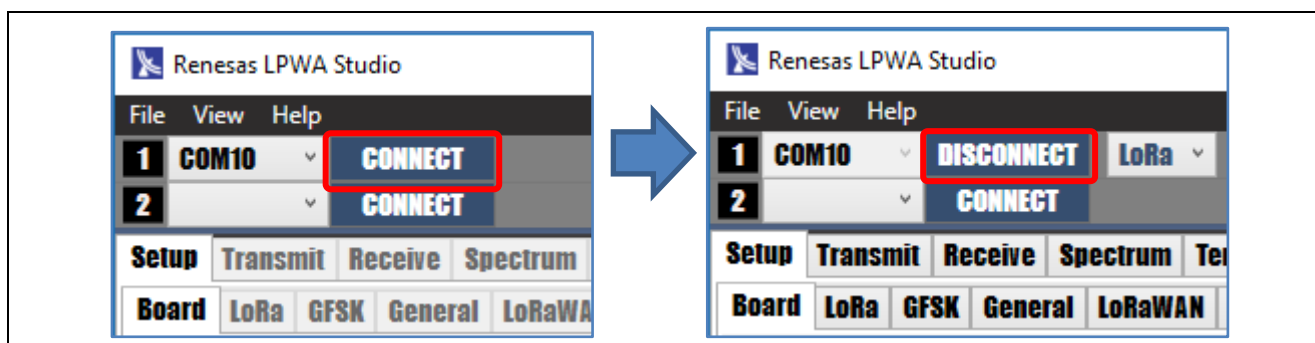 Renesas LPWA Studio
File View Help
1 COM10 CONNECT
2 CONNECT
Setup Transmit Receive Spectrum
Board LoRa GFSK General LoRaWA
Renesas LPWA Studio
File View Help
1 COM10 DISCONNECT LoRa
2 CONNECT
Setup Transmit Receive Spectrum Te
Board LoRa GFSK General LoRaWAN